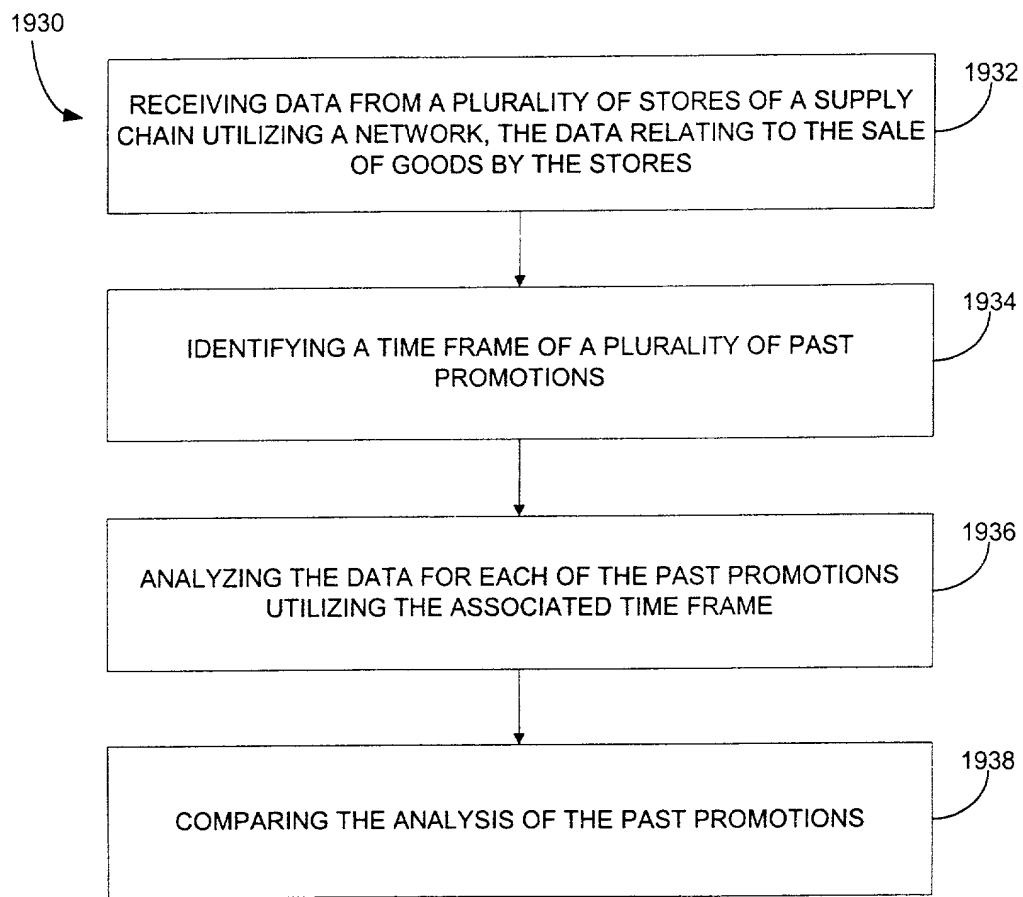 1930
1932
RECEIVING DATA FROM A PLURALITY OF STORES OF A SUPPLY
CHAIN UTILIZING A NETWORK, THE DATA RELATING TO THE SALE
OF GOODS BY THE STORES
1934
IDENTIFYING A TIME FRAME OF A PLURALITY OF PAST
PROMOTIONS
1936
ANALYZING THE DATA FOR EACH OF THE PAST PROMOTIONS
UTILIZING THE ASSOCIATED TIME FRAME
1938
COMPARING THE ANALYSIS OF THE PAST PROMOTIONS